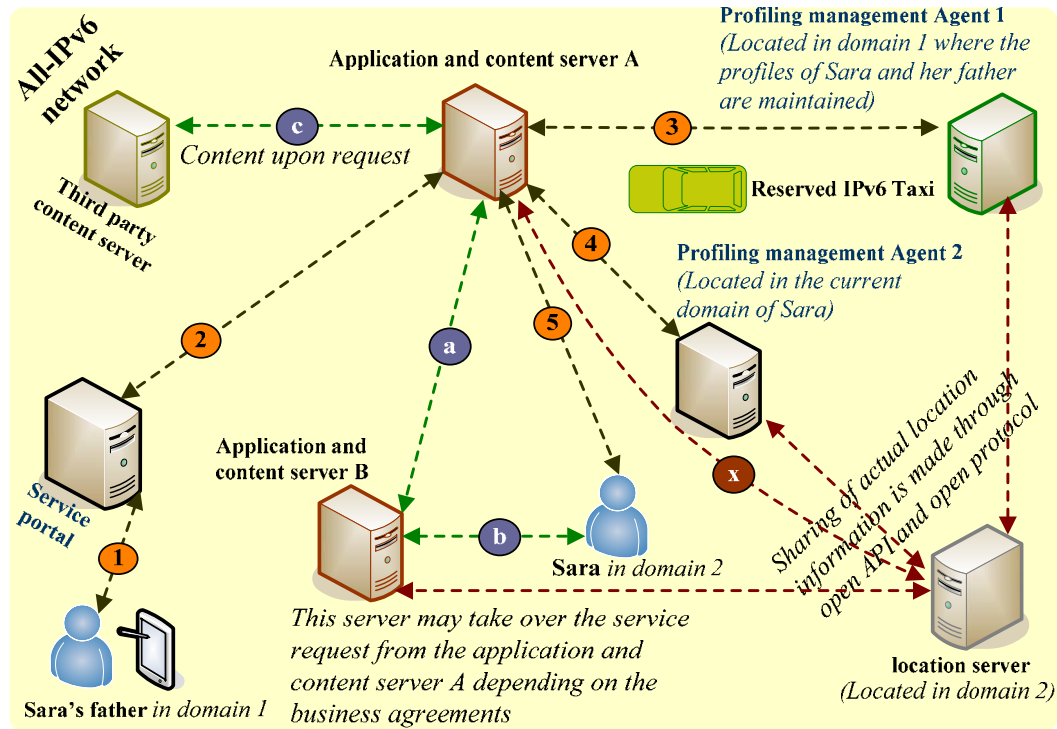 All-IPv6
network
Application and content server A
Profiling management Agent 1
(Located in domain 1 where the
profiles of Sara and her father
are maintained)
c
3
Content upon request
Third party
content server
Reserved IPv6 Taxi
4
Profiling management Agent 2
(Located in the current
domain of Sara)
5
2
a
Application and
content server B
x
Sharing of actual location
information is made through
open API and open protocol
Service
portal
1
b
Sara in domain 2
This server may take over the service
request from the application and
content server A depending on the
business agreements
location server
(Located in domain 2)
Sara's father in domain 1